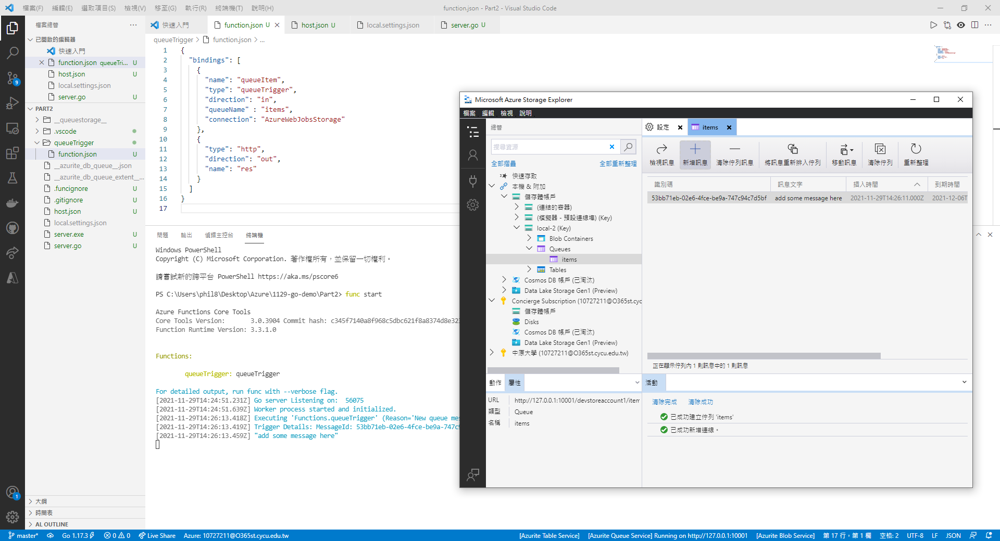 檔案(F) 編輯(E) 選取項目(S) 檢視(V) 移至(G) 執行(R) 終端機(T) 說明(H)
function.json - Part2 - Visual Studio Code
檔案總管
已開啟的編輯器
快速入門
function.json queueTri... U
host.json U
local.settings.json
server.go U
PART2
__queuestorage__
.vscode
queueTrigger
function.json U
__azurite_db_queue__.json
__azurite_db_queue_extent__...
.funcignore U
.gitignore U
host.json U
local.settings.json
server.exe U
server.go U
大綱
時間表
AL OUTLINE
9
1
快速入門
function.json U
host.json U
local.settings.json
server.go U
queueTrigger > function.json > ...
1 {
2 "bindings": [
3 {
4 "name": "queueItem",
5 "type": "queueTrigger",
6 "direction": "in",
7 "queueName" : "items",
8 "connection": "AzureWebJobsStorage"
9 },
10 {
11 "type": "http",
12 "direction": "out",
13 "name": "res"
14 }
15 ]
16 }
17
問題 輸出 偵錯主控台 終端機
Windows PowerShell
Copyright (C) Microsoft Corporation. 著作權所有，並保留一切權利。
請嘗試新的跨平台 PowerShell https://aka.ms/pscore6
PS C:\Users\phil8\Desktop\Azure\1129-go-demo\Part2> func start
Azure Functions Core Tools
Core Tools Version: 3.0.3904 Commit hash: c345f7140a8f968c5dbc621f8a8374d8e323
Function Runtime Version: 3.3.1.0
Functions:
queueTrigger: queueTrigger
For detailed output, run func with --verbose flag.
[2021-11-29T14:24:51.231Z] Go server Listening on: 56075
[2021-11-29T14:24:51.639Z] Worker process started and initialized.
[2021-11-29T14:26:13.418Z] Executing 'Functions.queueTrigger' (Reason='New queue mes
[2021-11-29T14:26:13.419Z] Trigger Details: MessageId: 53bb71eb-02e6-4fce-be9a-747c9
[2021-11-29T14:26:13.459Z] "add some message here"
Microsoft Azure Storage Explorer
檔案 編輯 檢視 說明
總管
搜尋資源
全部摺疊 全部重新整理
快速存取
本機 & 附加
儲存體帳戶
(連結的容器)
(模擬器 - 預設連線埠) (Key)
local-2 (Key)
Blob Containers
Queues
items
Tables
Cosmos DB 帳戶 (已淘汰)
Data Lake Storage Gen1 (Preview)
Concierge Subscription (10727211@O365st.cyc
儲存體帳戶
Disks
Cosmos DB 帳戶 (已淘汰)
Data Lake Storage Gen1 (Preview)
中原大學 (10727211@O365st.cycu.edu.tw)
動作 屬性
URL http://127.0.0.1:10001/devstoreaccount1/item
類型 Queue
名稱 items
設定 items
檢視訊息 新增訊息 清除佇列訊息 將訊息重新排入佇列 移動訊息 清除佇列 重新整理
識別碼 訊息文字 插入時間 到期時間
53bb71eb-02e6-4fce-be9a-747c94c7d5bf add some message here 2021-11-29T14:26:11.000Z 2021-12-06T
正在顯示佇列內 1 則訊息中的 1 則訊息
活動
清除完成 清除成功
已成功建立佇列 'items'
已成功新增連線。
master* Go 1.17.3 0 0 Live Share Azure: 10727211@O365st.cycu.edu.tw [Azurite Table Service] [Azurite Queue Service] Running on http://127.0.0.1:10001 [Azurite Blob Service] 第 17 行，第 1 欄 空格: 2 UTF-8 LF JSON